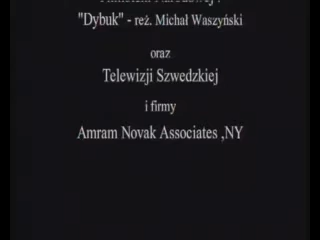 "Dybuk" - reż. Michał Waszyński
oraz
Telewizji Szwedzkiej
i firmy
Amram Novak Associates ,NY